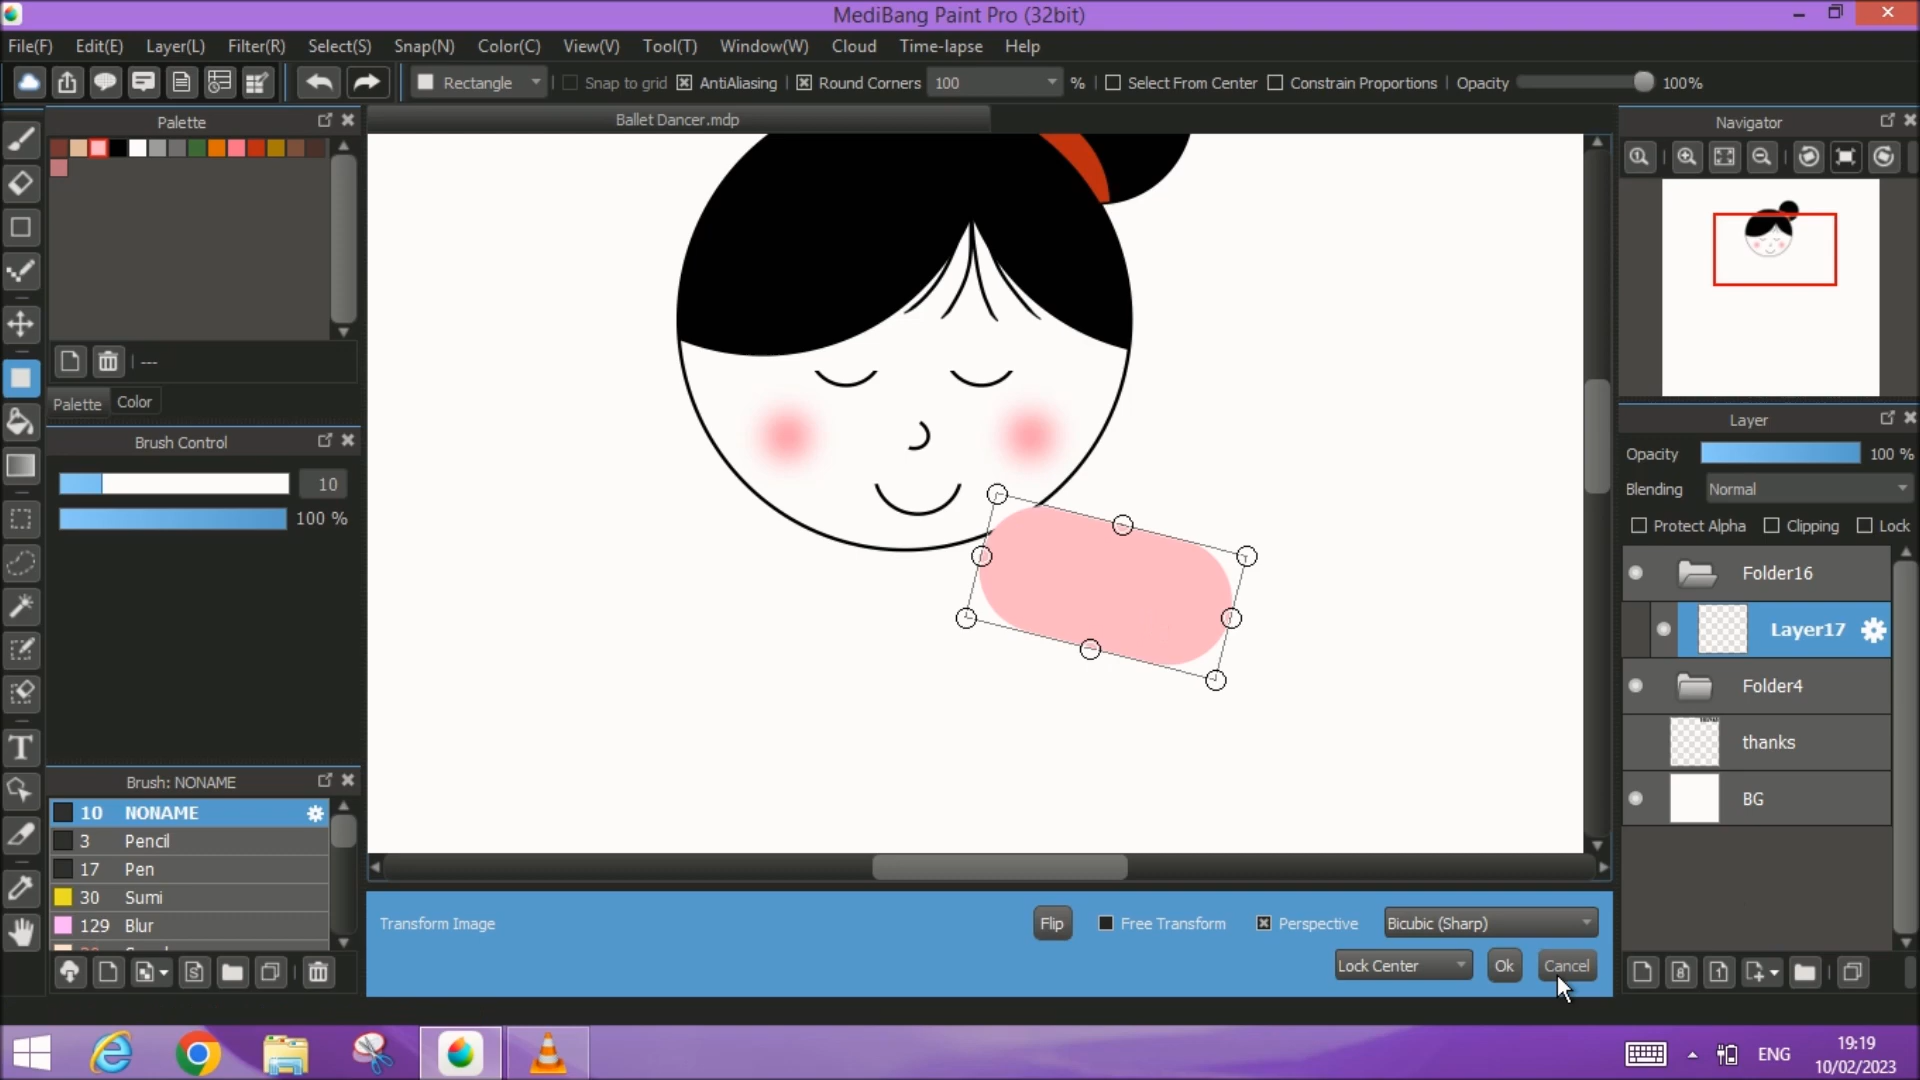 MediBang Paint Pro (32bit)
File(F) Edit(E) Layer(L) Filter(R) Select(S) Snap(N) Color(C) View(V) Tool(T) Window(W) Cloud Time-lapse Help
Rectangle Snap to grid AntiAliasing Round Corners 100 % Select From Center Constrain Proportions Opacity 100%
Palette
Ballet Dancer.mdp
Navigator
---
Palette Color
Brush Control
10
100 %
Brush: NONAME
10 NONAME
3 Pencil
17 Pen
30 Sumi
129 Blur
Layer
Opacity 100 %
Blending Normal
Protect Alpha Clipping Lock
Folder16
Layer17
Folder4
thanks
BG
Transform Image Flip Free Transform Perspective Bicubic (Sharp)
Lock Center Ok Cancel
ENG
19:19
10/02/2023